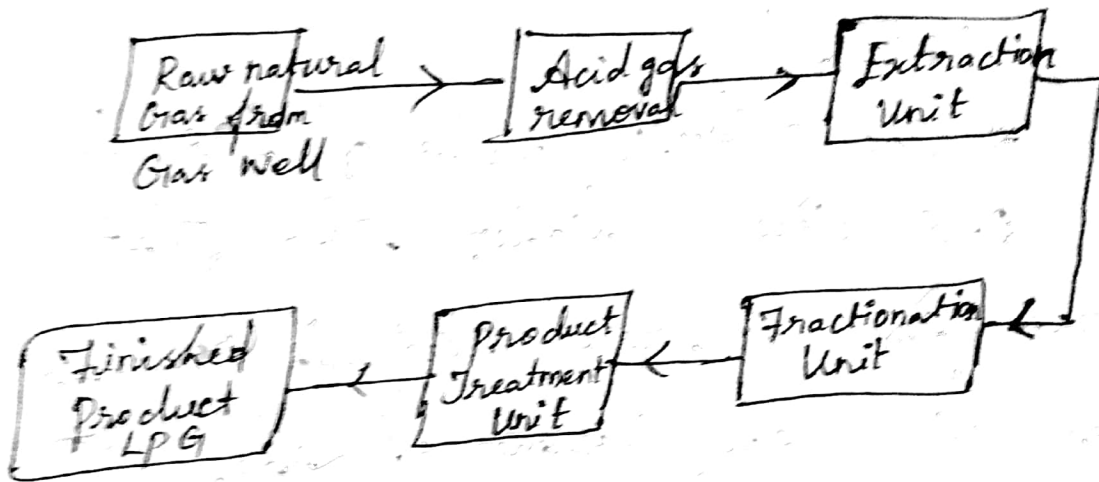 Raw natural
Gas from
Gas Well
Acid gas
removal
Extraction
Unit
Fractionation
Unit
Product
Treatment
Unit
Finished
Product
LPG